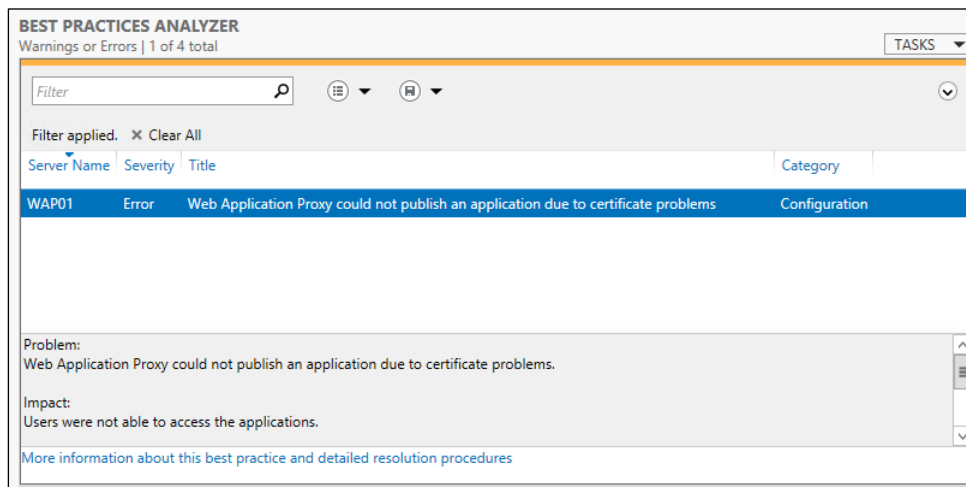 BEST PRACTICES ANALYZER
Warnings or Errors | 1 of 4 total
TASKS
Filter
Filter applied. × Clear All
Server Name Severity Title Category
WAP01 Error Web Application Proxy could not publish an application due to certificate problems Configuration
Problem:
Web Application Proxy could not publish an application due to certificate problems.
Impact:
Users were not able to access the applications.
More information about this best practice and detailed resolution procedures